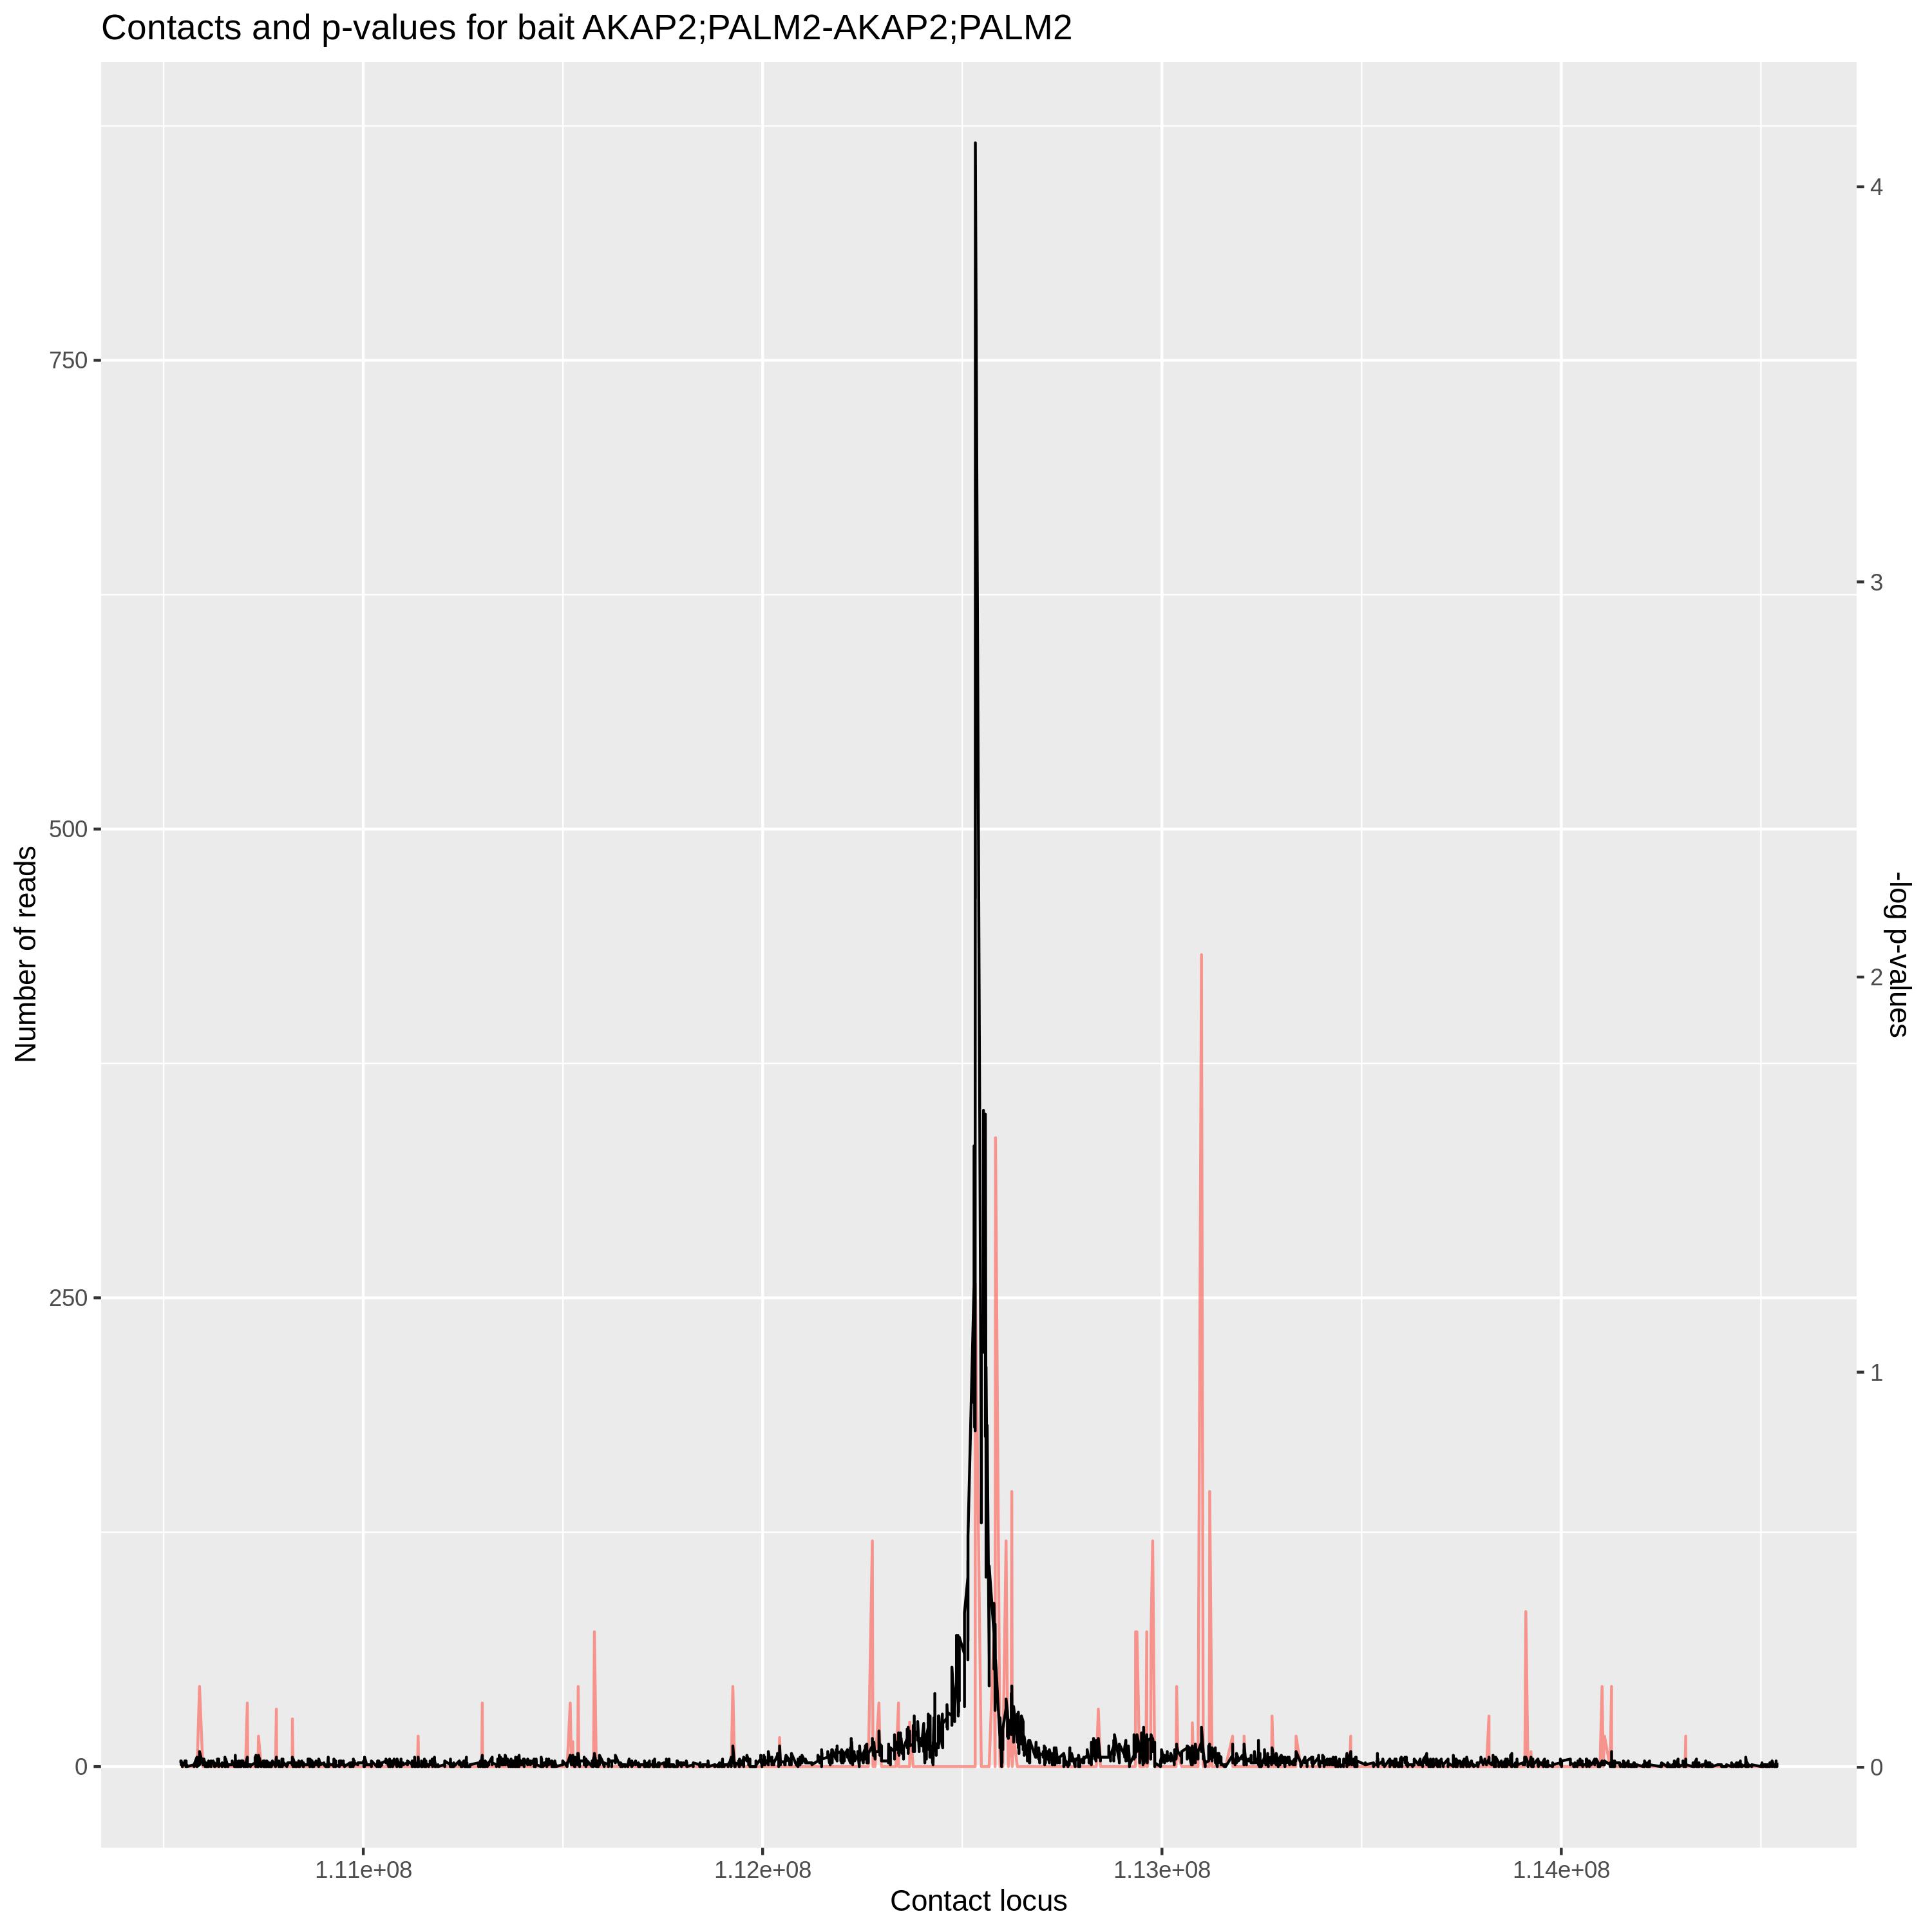 Contacts and p-values for bait AKAP2;PALM2-AKAP2;PALM2
Number of reads
750
500
250
0
4
3
2
1
0
-log p-values
1.11e+08
1.12e+08
1.13e+08
1.14e+08
Contact locus